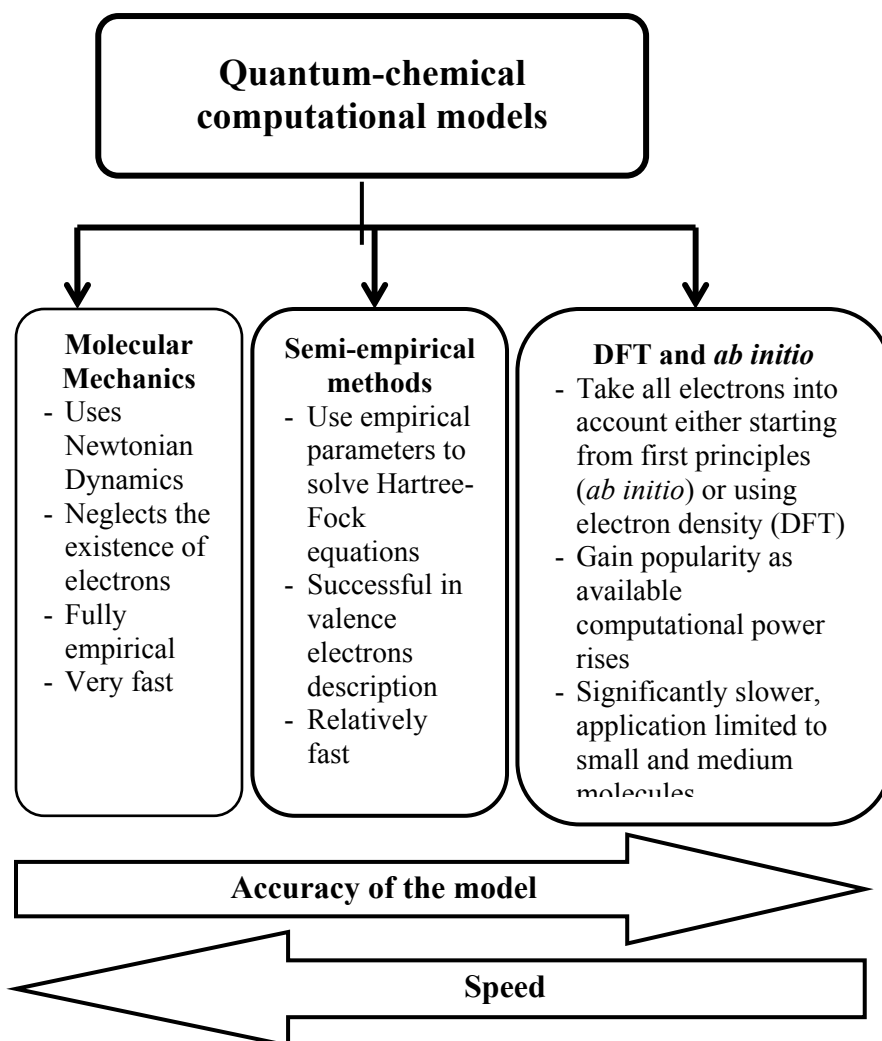 Quantum-chemical
computational models
Molecular
Mechanics
- Uses
Newtonian
Dynamics
- Neglects the
existence of
electrons
- Fully
empirical
- Very fast
Semi-empirical
methods
- Use empirical
parameters to
solve Hartree-
Fock
equations
- Successful in
valence
electrons
description
- Relatively
fast
DFT and ab initio
- Take all electrons into
account either starting
from first principles
(ab initio) or using
electron density (DFT)
- Gain popularity as
available
computational power
rises
- Significantly slower,
application limited to
small and medium
molecules
Accuracy of the model
Speed